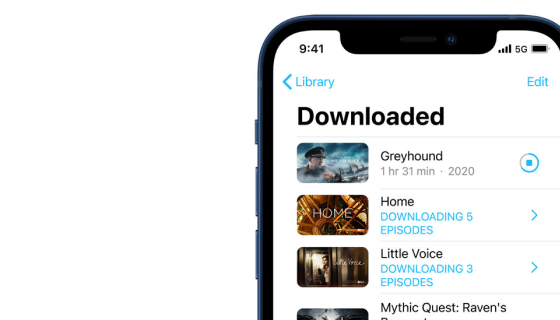 9:41
5G
Library
Edit
Downloaded
Greyhound
1 hr 31 min · 2020
HOME
Home
DOWNLOADING 5
EPISODES
Little Voice
Little Voice
DOWNLOADING 3
EPISODES
Mythic Quest: Raven's